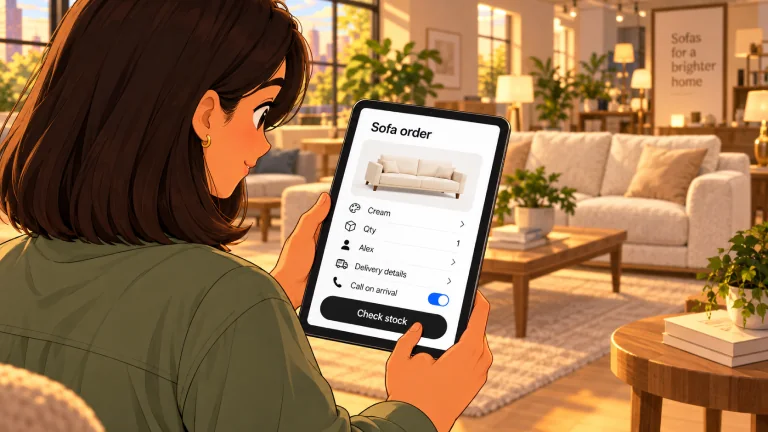 Sofas
for a
brighter
home
Sofa order
Cream
Qty 1
Alex
Delivery details
Call on arrival
Check stock